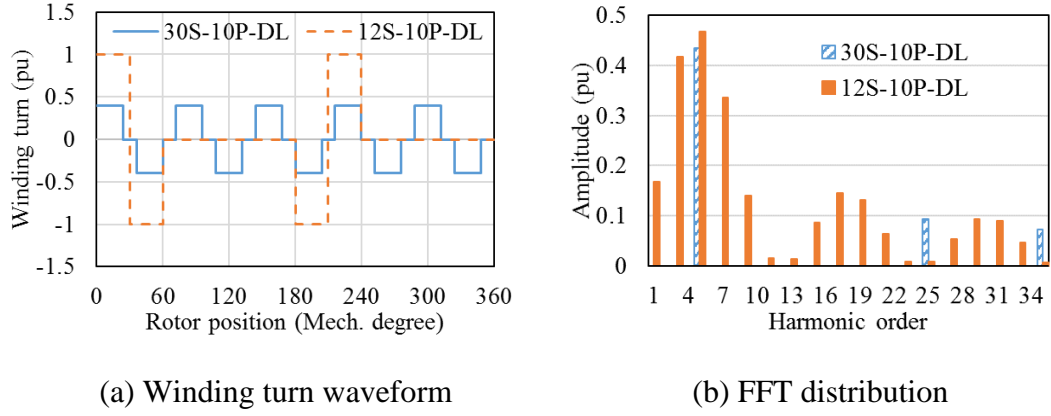 1.5
30S-10P-DL
12S-10P-DL
1
0.5
0
-0.5
-1
-1.5
Winding turn (pu)
0 60 120 180 240 300 360
Rotor position (Mech. degree)
(a) Winding turn waveform
0.5
0.4
0.3
0.2
0.1
0
Amplitude (pu)
30S-10P-DL
12S-10P-DL
1 4 7 10 13 16 19 22 25 28 31 34
Harmonic order
(b) FFT distribution